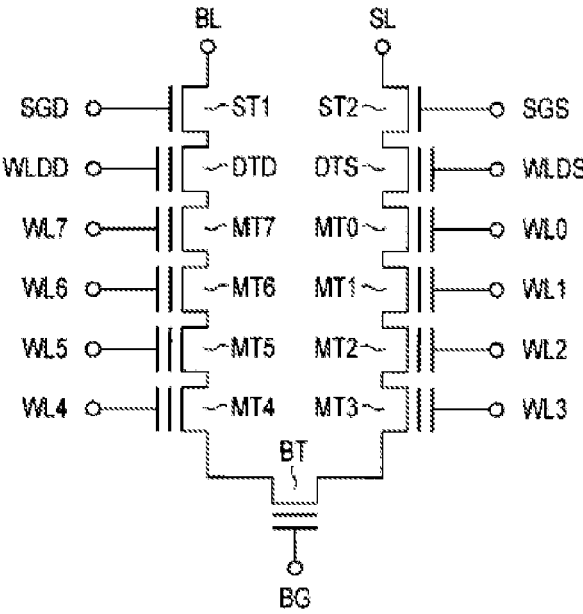 BL SL
SGD ST1 ST2 SGS
WLDD DTD DTS WLDS
WL7 MT7 MT0 WL0
WL6 MT6 MT1 WL1
WL5 MT5 MT2 WL2
WL4 MT4 MT3 WL3
BT
BG